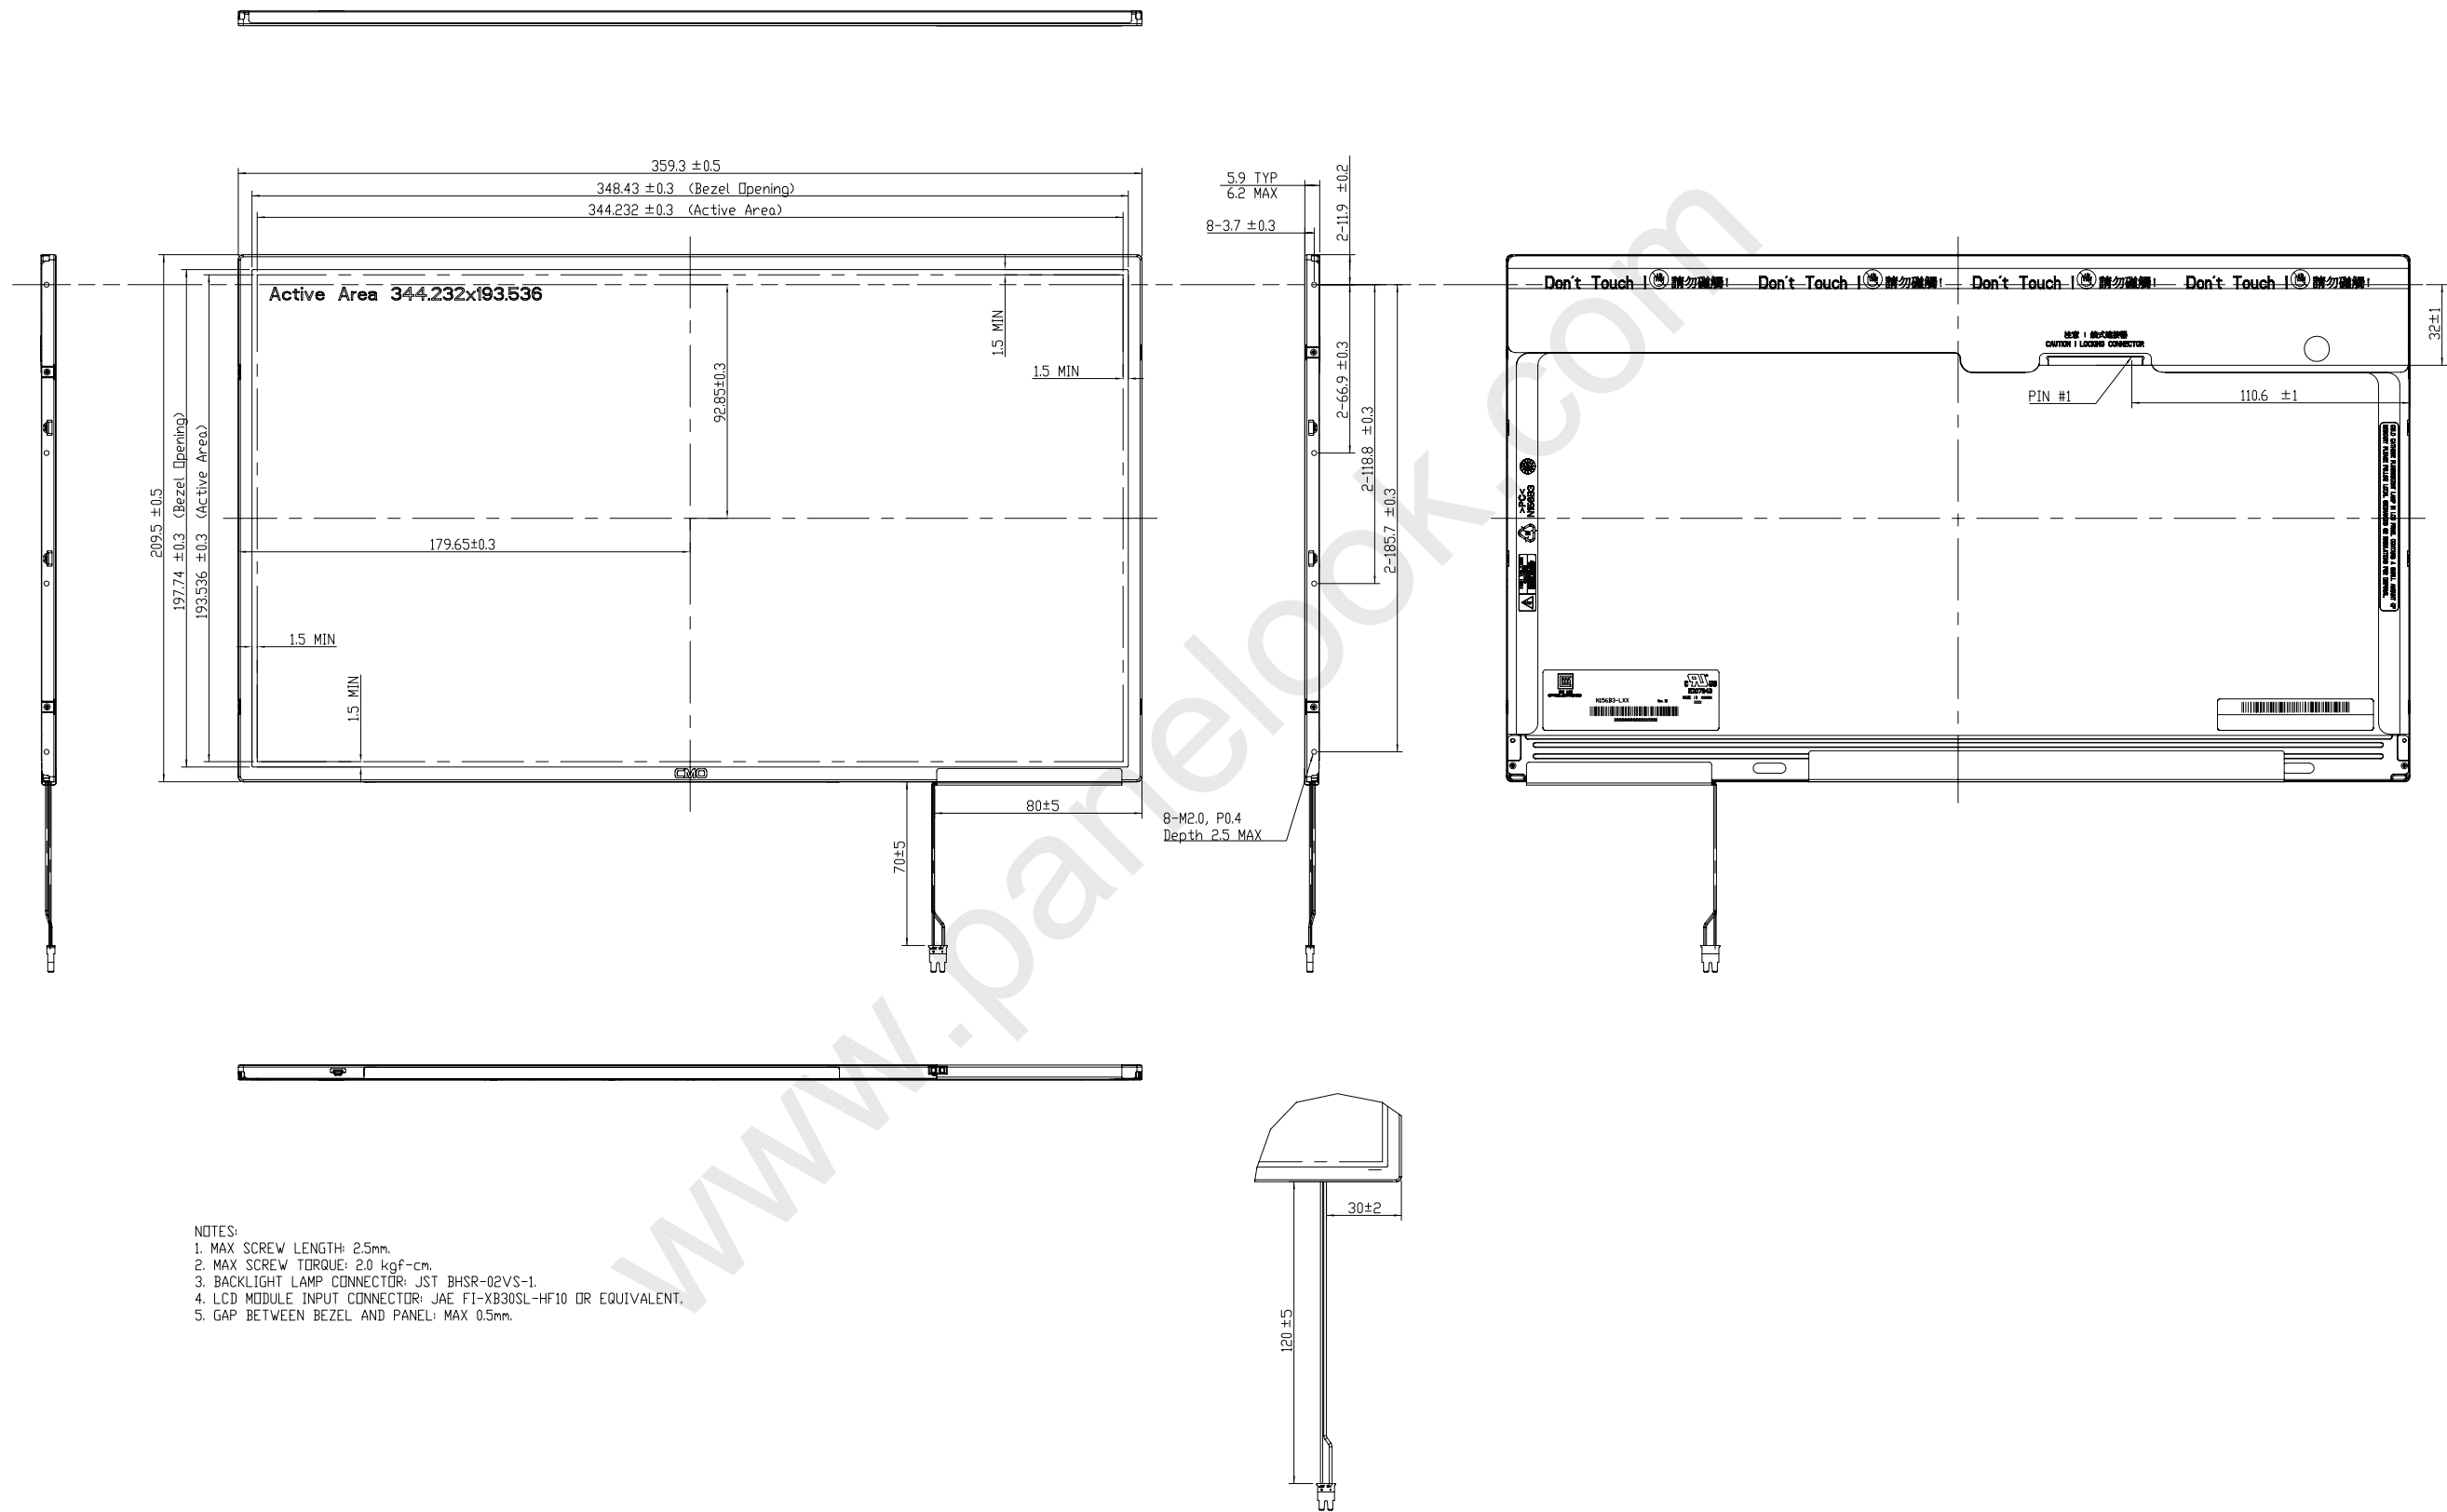 359.3 ±0.5
348.43 ±0.3 (Bezel Opening)
344.232 ±0.3 (Active Area)
Active Area 344.232x193.536
1.5 MIN
1.5 MIN
92.85±0.3
179.65±0.3
209.5 ±0.5
197.74 ±0.3 (Bezel Opening)
193.536 ±0.3 (Active Area)
1.5 MIN
1.5 MIN
CMO
80±5
70±5
5.9 TYP
6.2 MAX
8-3.7 ±0.3
2-11.9 ±0.2
2-66.9 ±0.3
2-118.8 ±0.3
2-185.7 ±0.3
8-M2.0, P0.4
Depth 2.5 MAX
Don't Touch ! 請勿碰觸! Don't Touch ! 請勿碰觸! Don't Touch ! 請勿碰觸! Don't Touch ! 請勿碰觸!
CAUTION ! LOCKING CONNECTOR
32±1
PIN #1
110.6 ±1
>PC<
N156B3
N156B3-LXX
E207943
30±2
120 ±5
NOTES:
1. MAX SCREW LENGTH: 2.5mm.
2. MAX SCREW TORQUE: 2.0 kgf-cm.
3. BACKLIGHT LAMP CONNECTOR: JST BHSR-02VS-1.
4. LCD MODULE INPUT CONNECTOR: JAE FI-XB30SL-HF10 OR EQUIVALENT.
5. GAP BETWEEN BEZEL AND PANEL: MAX 0.5mm.
www.panelook.com